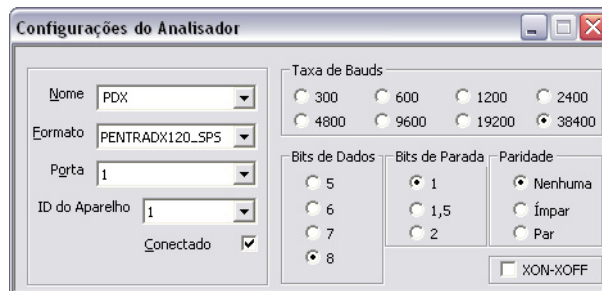 Configurações do Analisador
Nome PDX
Formato PENTRADX120_SPS
Porta 1
ID do Aparelho 1
Conectado
Taxa de Bauds
300 600 1200 2400
4800 9600 19200 38400
Bits de Dados
5
6
7
8
Bits de Parada
1
1,5
2
Paridade
Nenhuma
Ímpar
Par
XON-XOFF